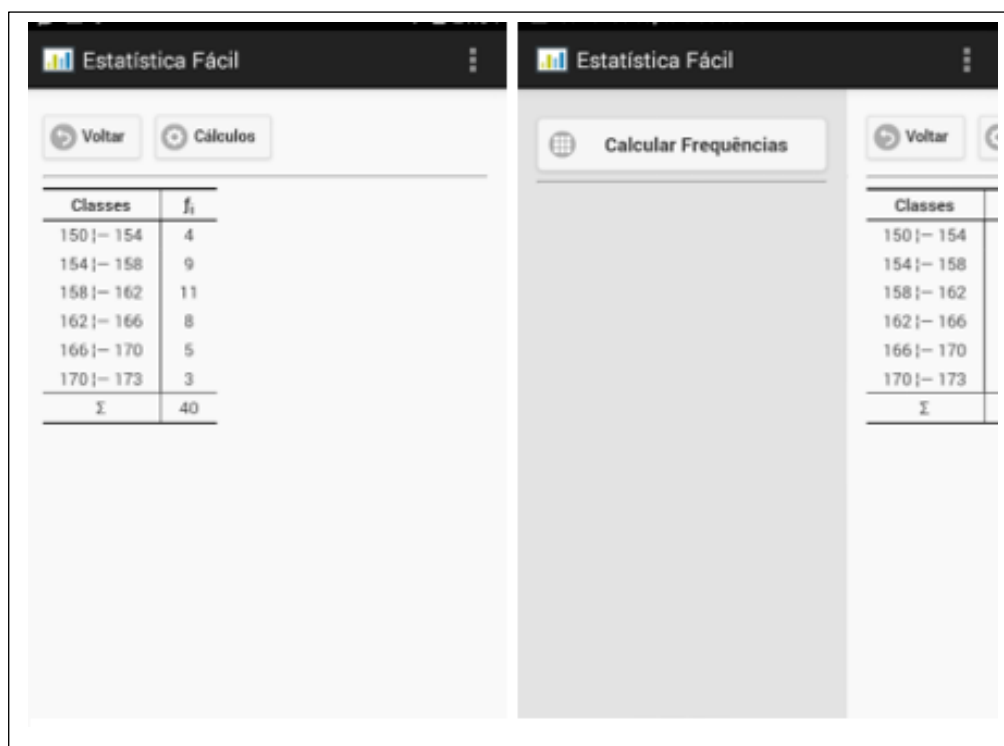 Estatística Fácil
Voltar Cálculos
Classes fi
150 |— 154 4
154 |— 158 9
158 |— 162 11
162 |— 166 8
166 |— 170 5
170 |— 173 3
Σ 40
Estatística Fácil
Calcular Frequências
Voltar
Classes
150 |— 154
154 |— 158
158 |— 162
162 |— 166
166 |— 170
170 |— 173
Σ